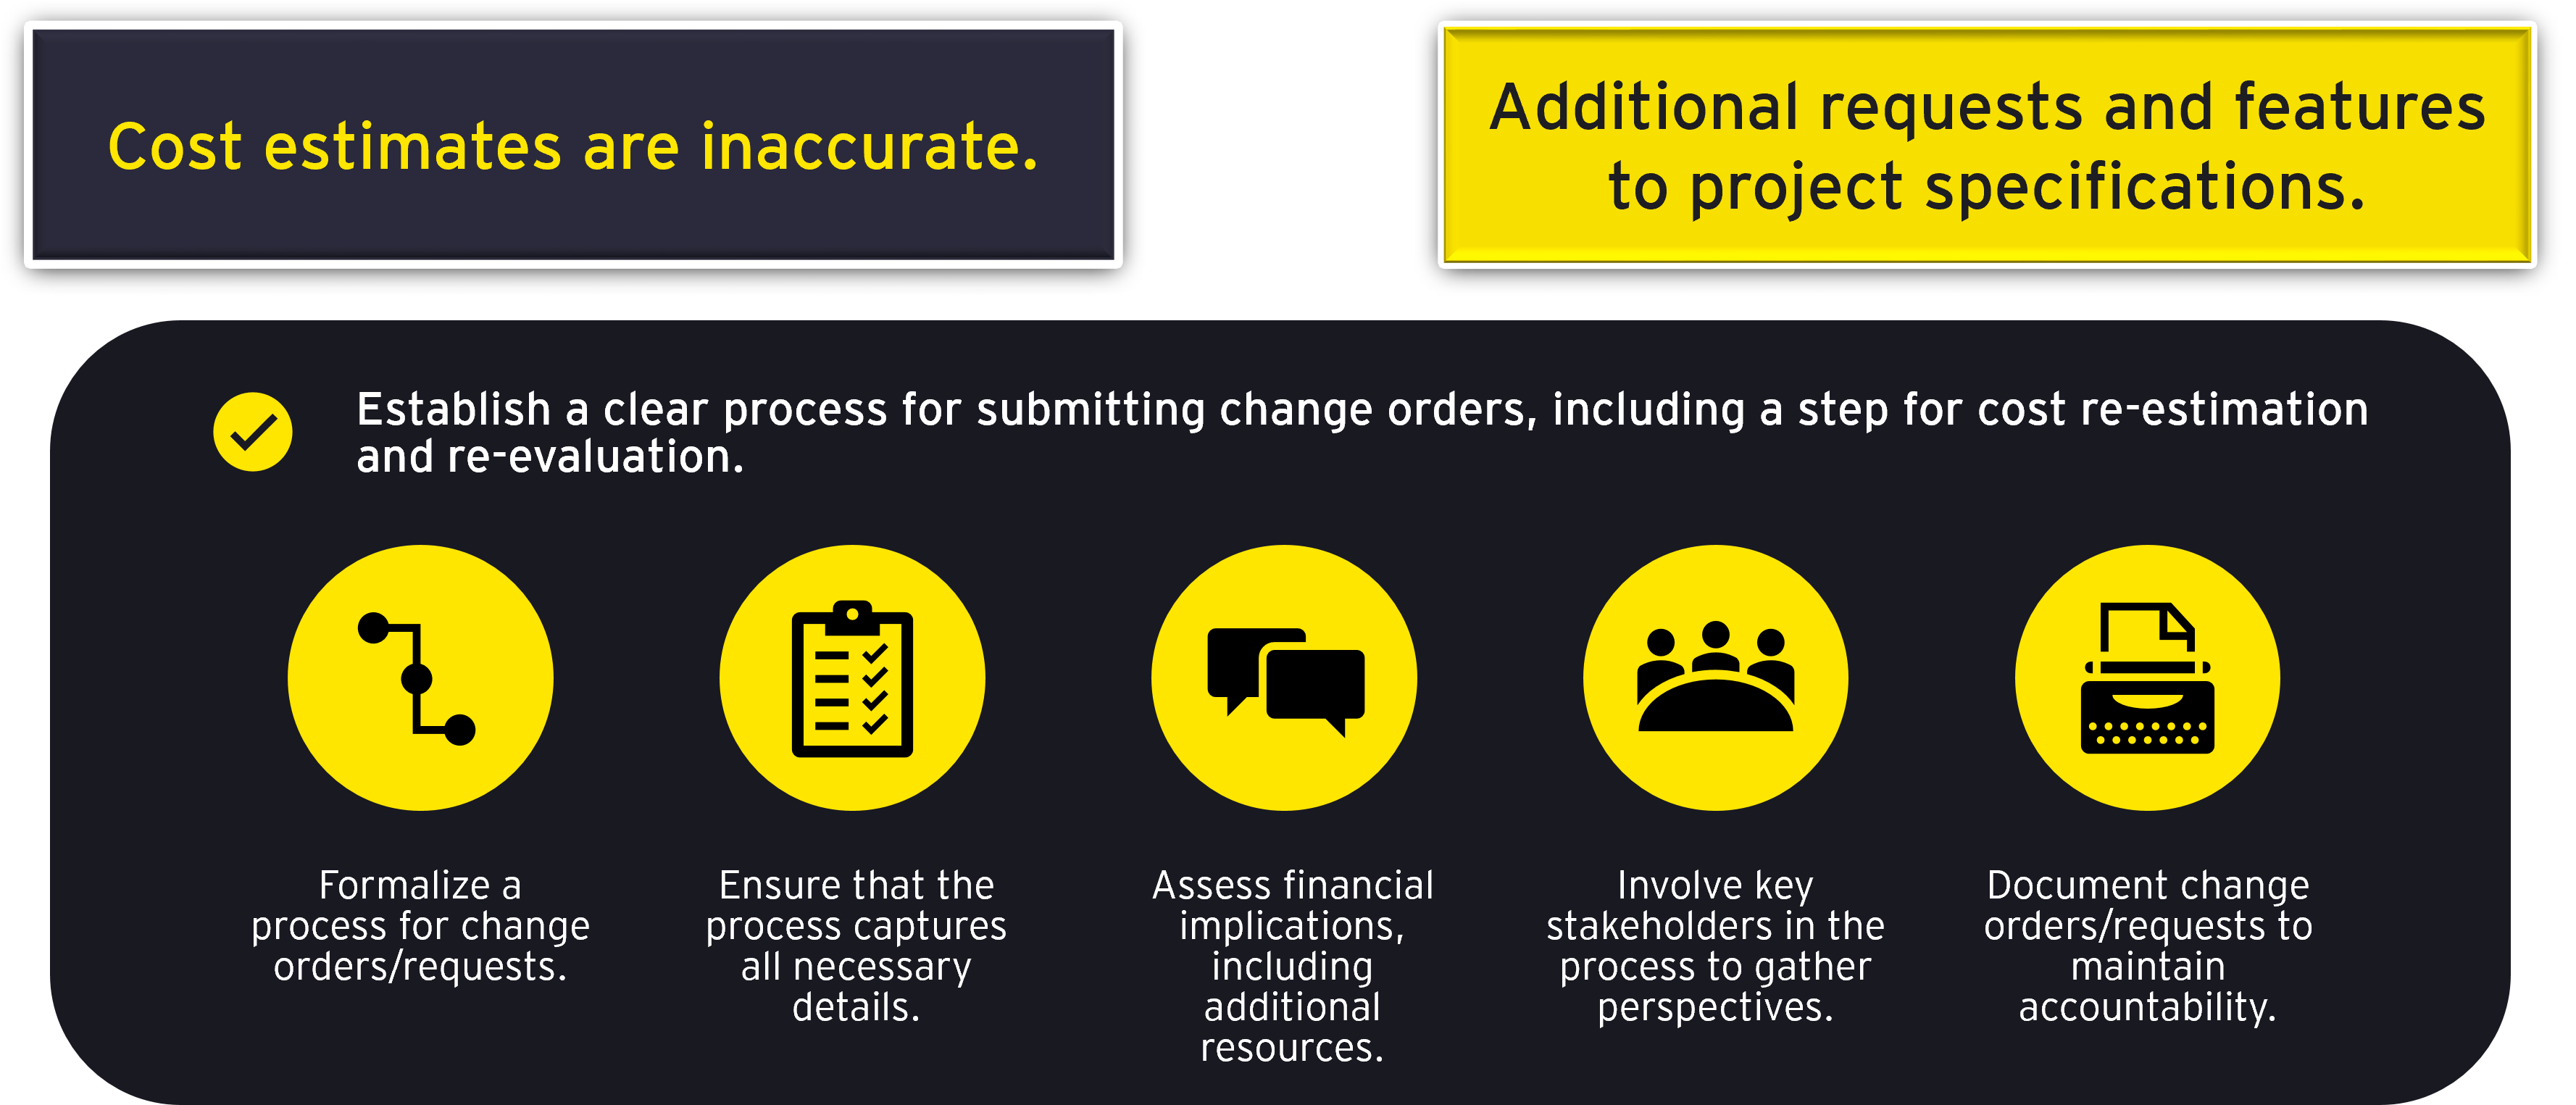 Cost estimates are inaccurate.
Additional requests and features
to project specifications.
Establish a clear process for submitting change orders, including a step for cost re-estimation
and re-evaluation.
Formalize a
process for change
orders/requests.
Ensure that the
process captures
all necessary
details.
Assess financial
implications,
including
additional
resources.
Involve key
stakeholders in the
process to gather
perspectives.
Document change
orders/requests to
maintain
accountability.